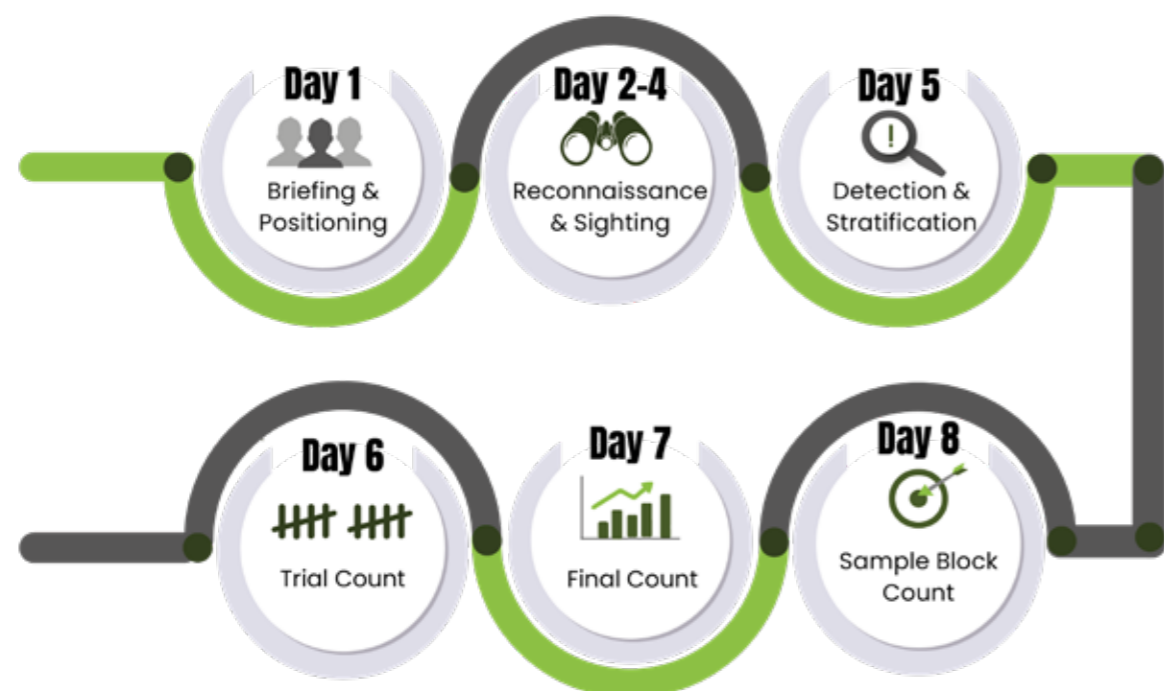 Day 1
Briefing &
Positioning
Day 2-4
Reconnaissance
& Sighting
Day 5
Detection &
Stratification
Day 6
Trial Count
Day 7
Final Count
Day 8
Sample Block
Count